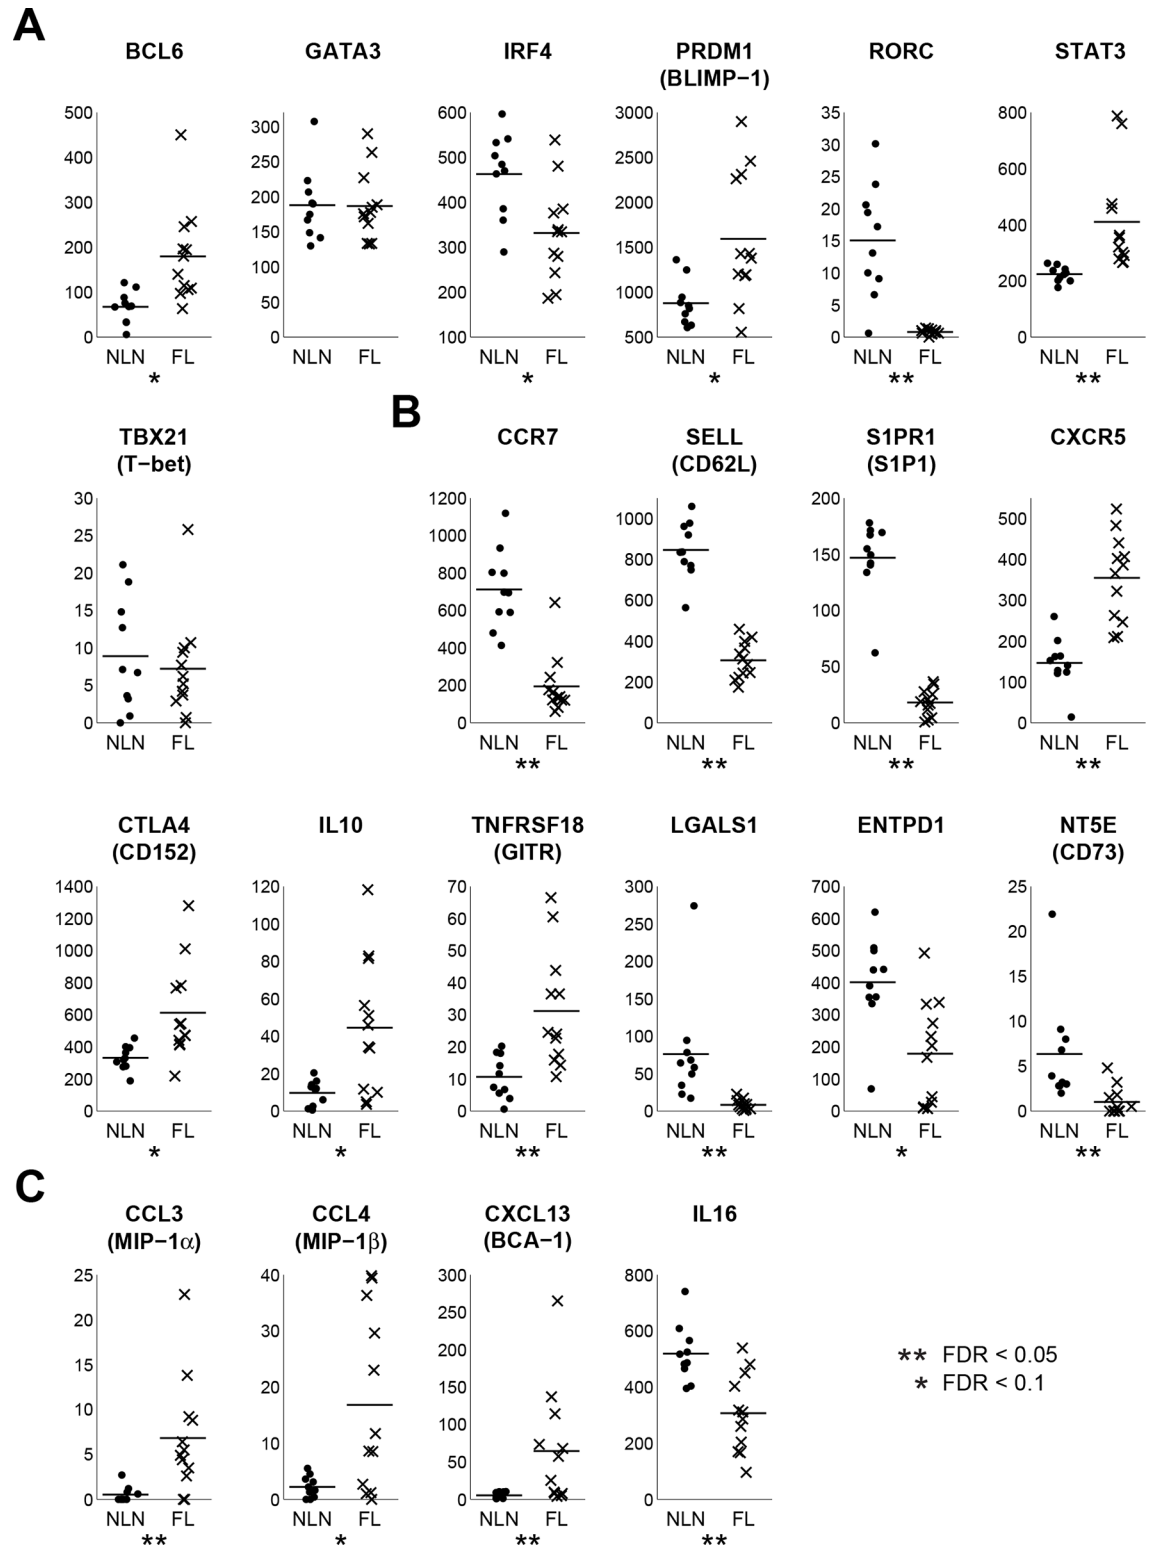 A
BCL6 GATA3 IRF4 PRDM1 RORC STAT3
(BLIMP−1)
500 400 300 200 100 0
300 250 200 150 100 50 0
600 500 400 300 200 100
3000 2500 2000 1500 1000 500
35 30 25 20 15 10 5 0
800 600 400 200 0
NLN FL NLN FL NLN FL NLN FL NLN FL NLN FL
* * * ** **
B
TBX21 CCR7 SELL S1PR1 CXCR5
(T−bet) (CD62L) (S1P1)
30 25 20 15 10 5 0
1200 1000 800 600 400 200 0
1000 800 600 400 200 0
200 150 100 50 0
500 400 300 200 100 0
NLN FL NLN FL NLN FL NLN FL NLN FL
** ** ** **
CTLA4 IL10 TNFRSF18 LGALS1 ENTPD1 NT5E
(CD152) (GITR) (CD73)
1400 1200 1000 800 600 400 200 0
120 100 80 60 40 20 0
70 60 50 40 30 20 10 0
300 250 200 150 100 50 0
700 600 500 400 300 200 100 0
25 20 15 10 5 0
NLN FL NLN FL NLN FL NLN FL NLN FL NLN FL
* * ** ** * **
C
CCL3 CCL4 CXCL13 IL16
(MIP−1α) (MIP−1β) (BCA−1)
25 20 15 10 5 0
40 30 20 10 0
300 250 200 150 100 50 0
800 600 400 200 0
NLN FL NLN FL NLN FL NLN FL
** * ** **
** FDR < 0.05
* FDR < 0.1